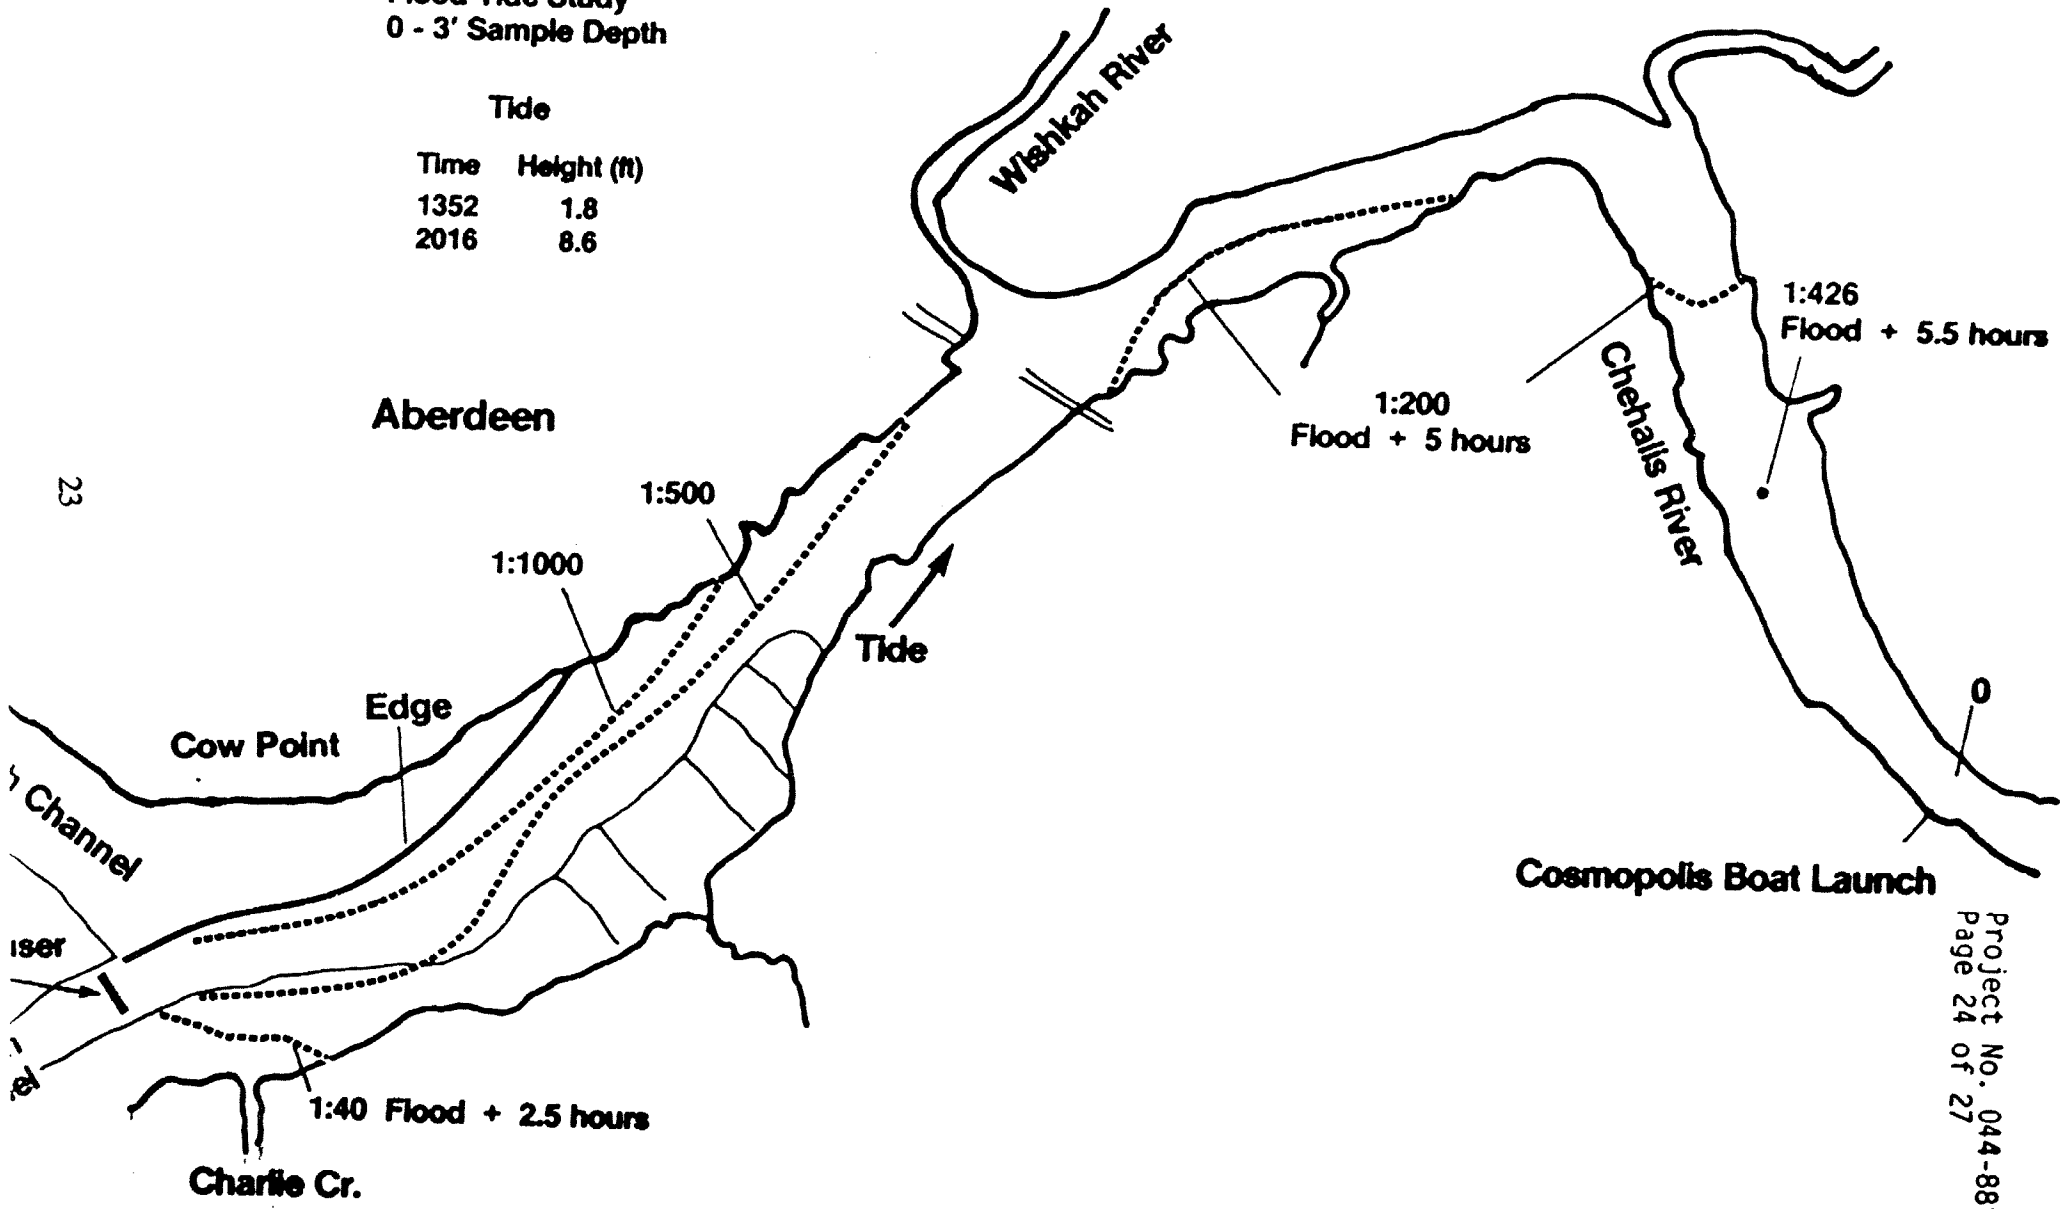 0 - 3' Sample Depth
Tide
Time Height (ft)
1352 1.8
2016 8.6
Wishkah River
Aberdeen
1:426
Flood + 5.5 hours
1:200
Flood + 5 hours
Chehalis River
23
1:500
1:1000
Tide
Edge
Cow Point
Channel
0
Cosmopolis Boat Launch
1:40 Flood + 2.5 hours
Charlie Cr.
Project No. 044-88
Page 24 of 27